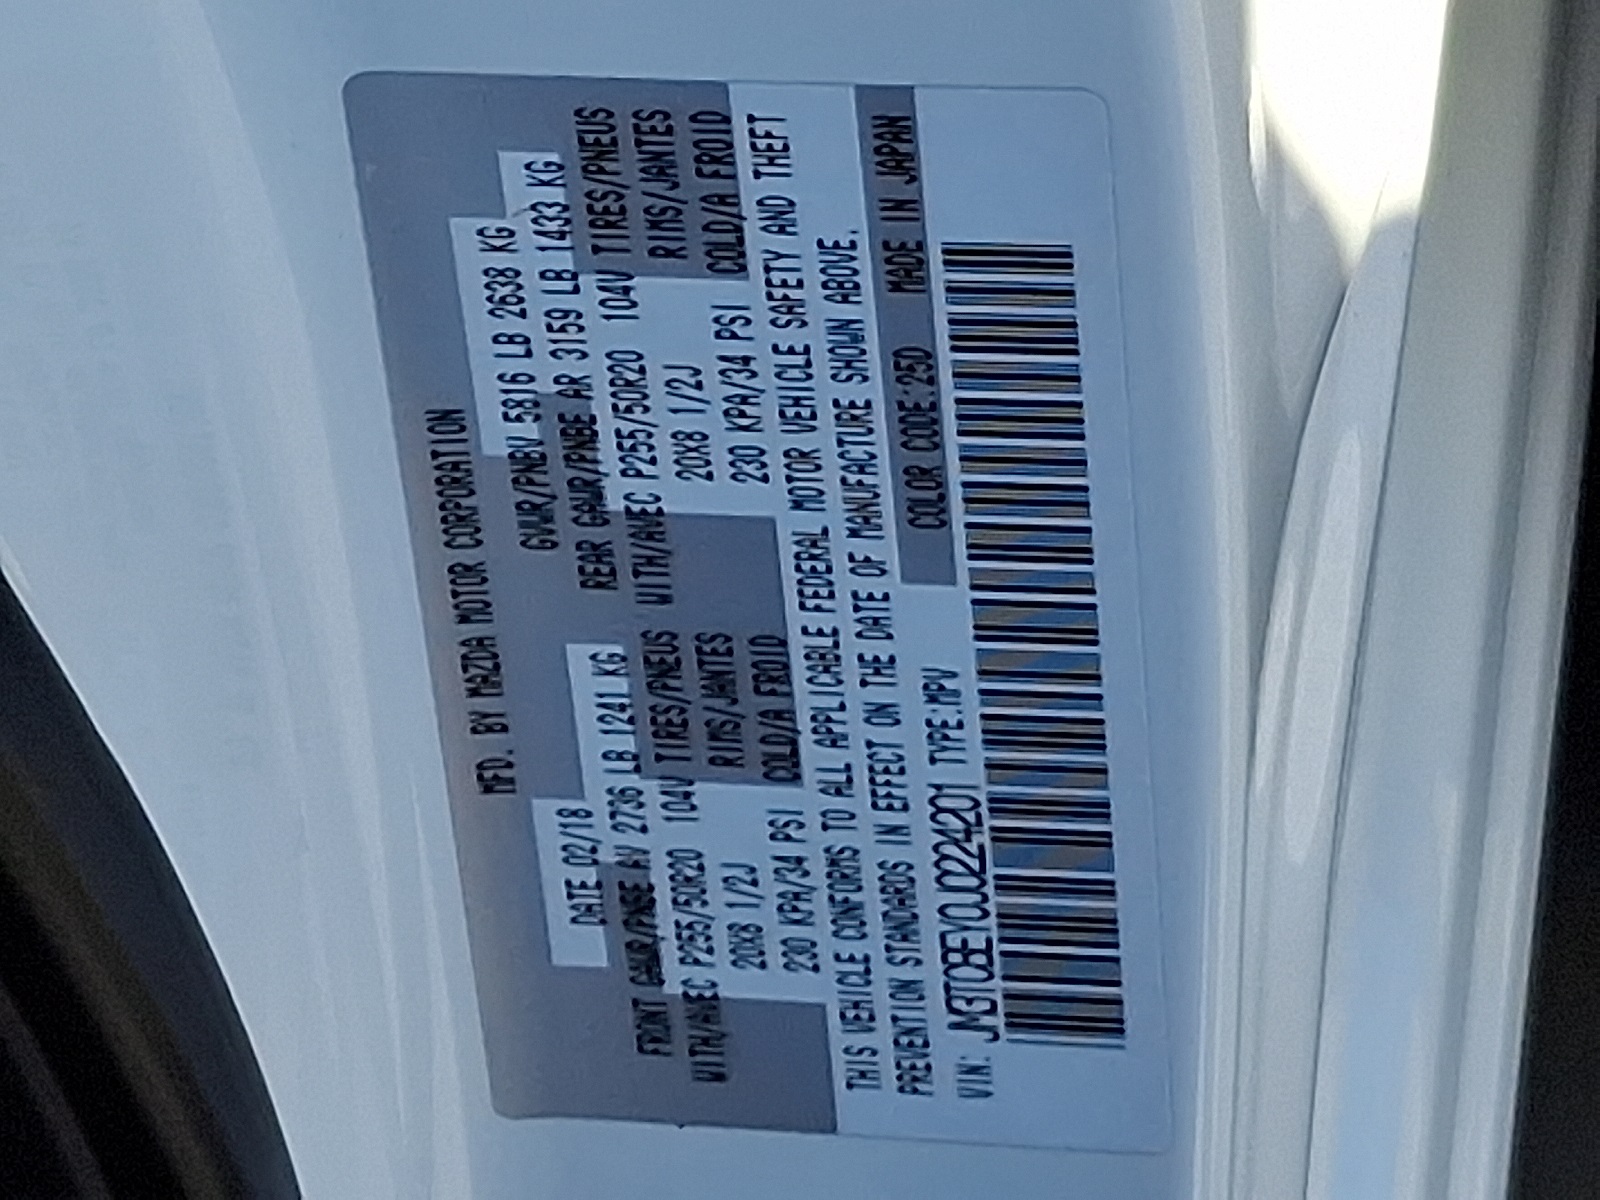 MFD. BY MAZDA MOTOR CORPORATION
DATE 02/18 GVWR/PNBV 5816 LB 2638 KG
FRONT GAWR/PNBE AV 2736 LB 1241 KG REAR GAWR/PNBE AR 3159 LB 1433 KG
WITH/AVEC P255/50R20 104V TIRES/PNEUS WITH/AVEC P255/50R20 104V TIRES/PNEUS
20X8 1/2J RIMS/JANTES 20X8 1/2J RIMS/JANTES
230 KPA/34 PSI COLD/A FROID 230 KPA/34 PSI COLD/A FROID
THIS VEHICLE CONFORMS TO ALL APPLICABLE FEDERAL MOTOR VEHICLE SAFETY AND THEFT
PREVENTION STANDARDS IN EFFECT ON THE DATE OF MANUFACTURE SHOWN ABOVE.
VIN: JM3TCBEY0J0224201 TYPE:MPV COLOR CODE:25D MADE IN JAPAN